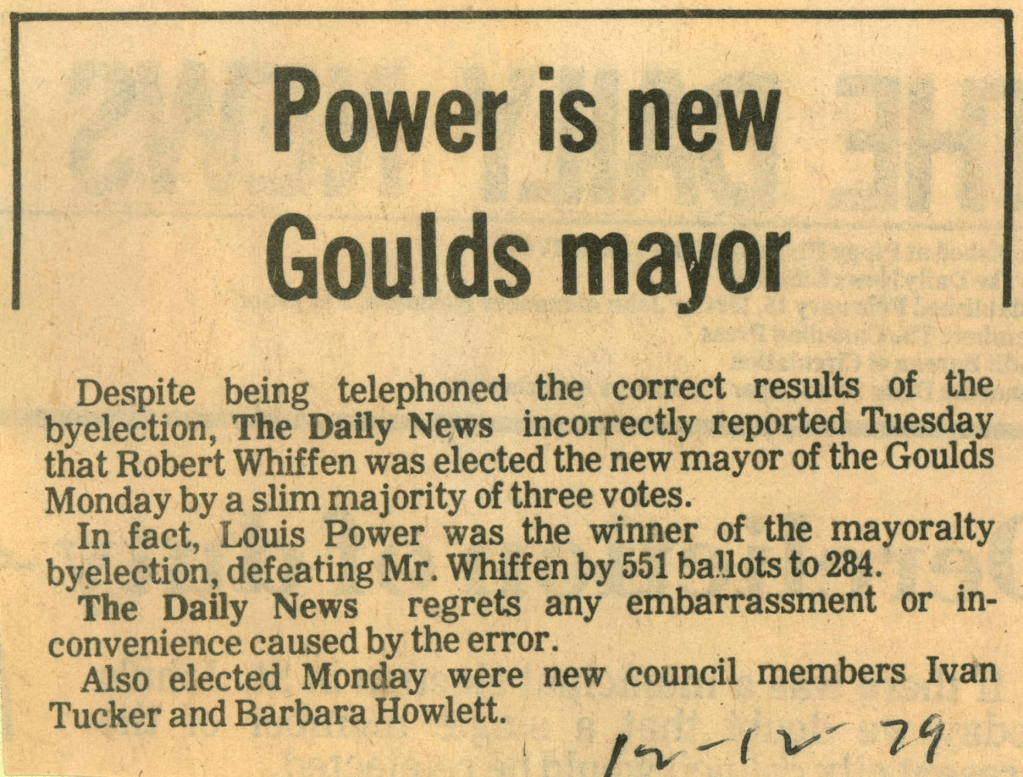 Power is new
Goulds mayor
Despite being telephoned the correct results of the
byelection, The Daily News incorrectly reported Tuesday
that Robert Whiffen was elected the new mayor of the Goulds
Monday by a slim majority of three votes.
In fact, Louis Power was the winner of the mayoralty
byelection, defeating Mr. Whiffen by 551 ballots to 284.
The Daily News regrets any embarrassment or in-
convenience caused by the error.
Also elected Monday were new council members Ivan
Tucker and Barbara Howlett.
12-12-79